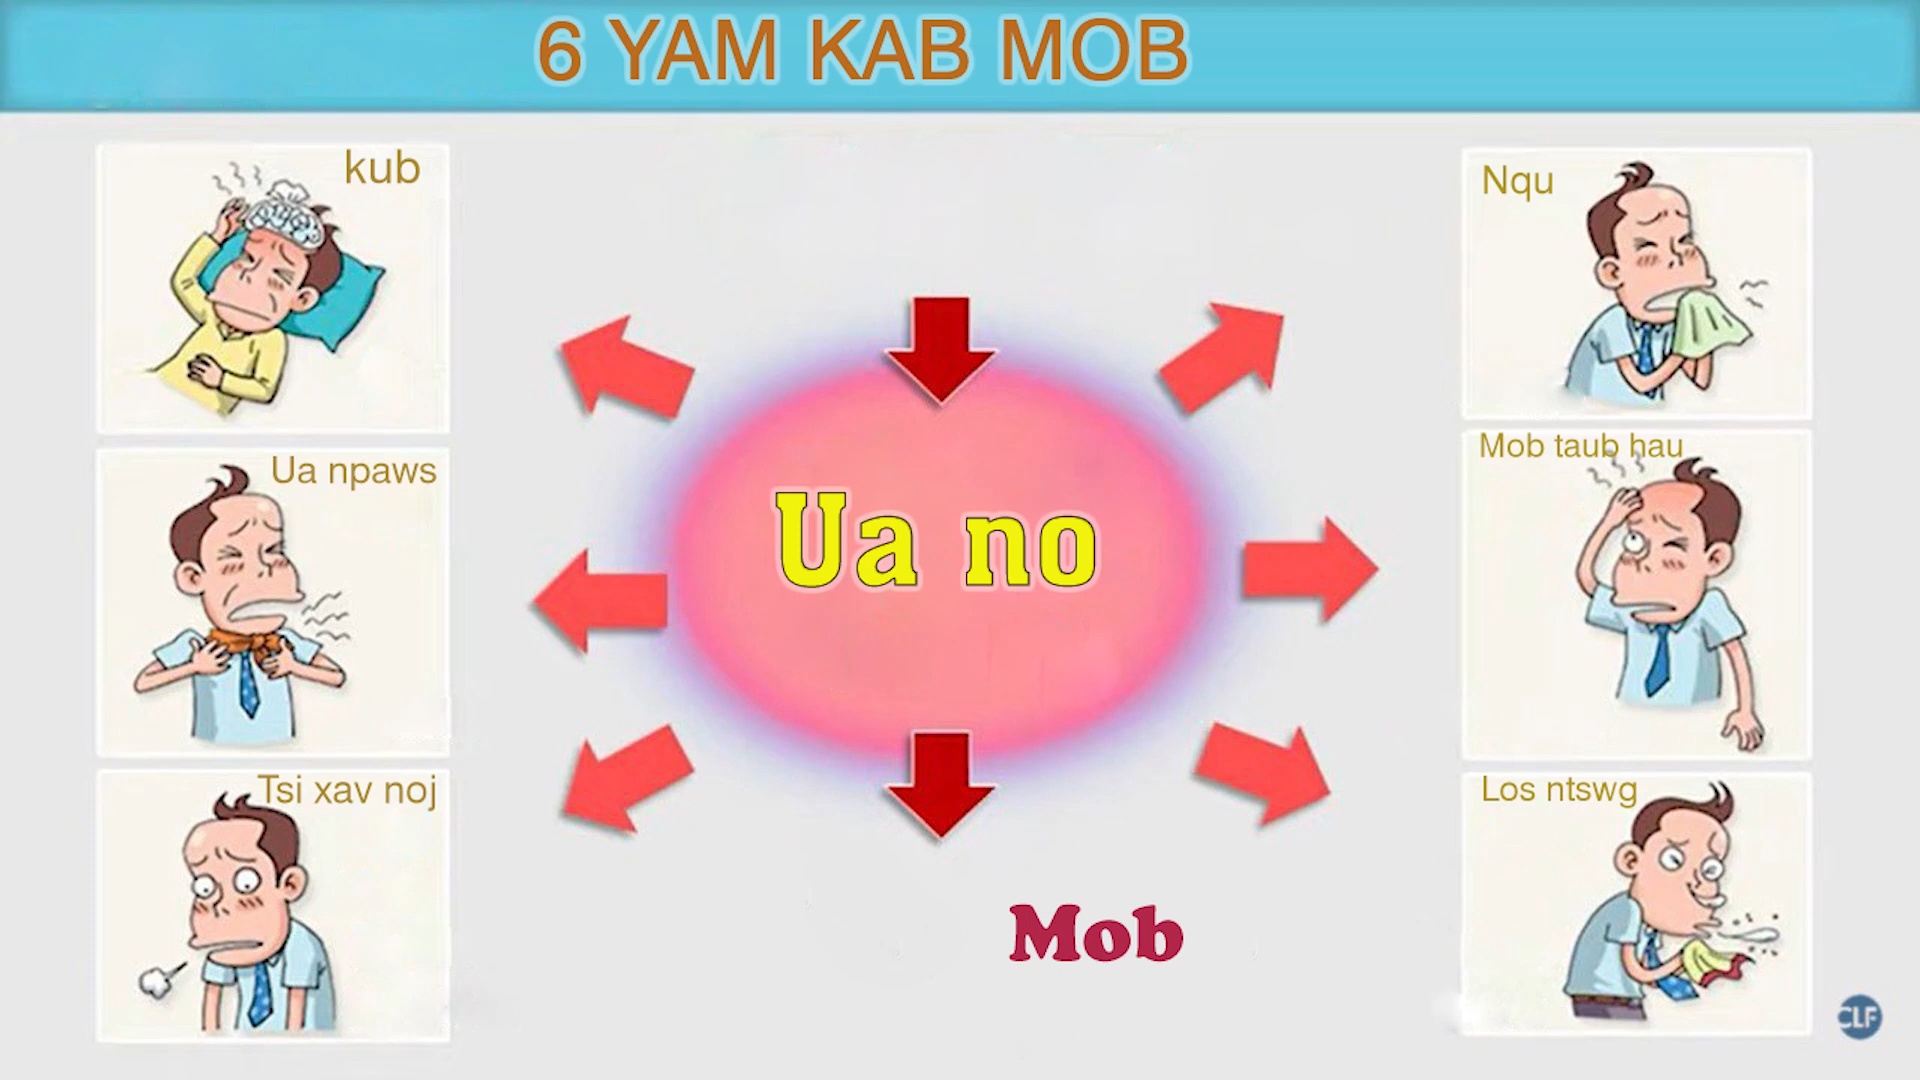 6 YAM KAB MOB
kub
Nqu
Ua npaws
Mob taub hau
Ua no
Tsi xav noj
Los ntswg
Mob
CLF